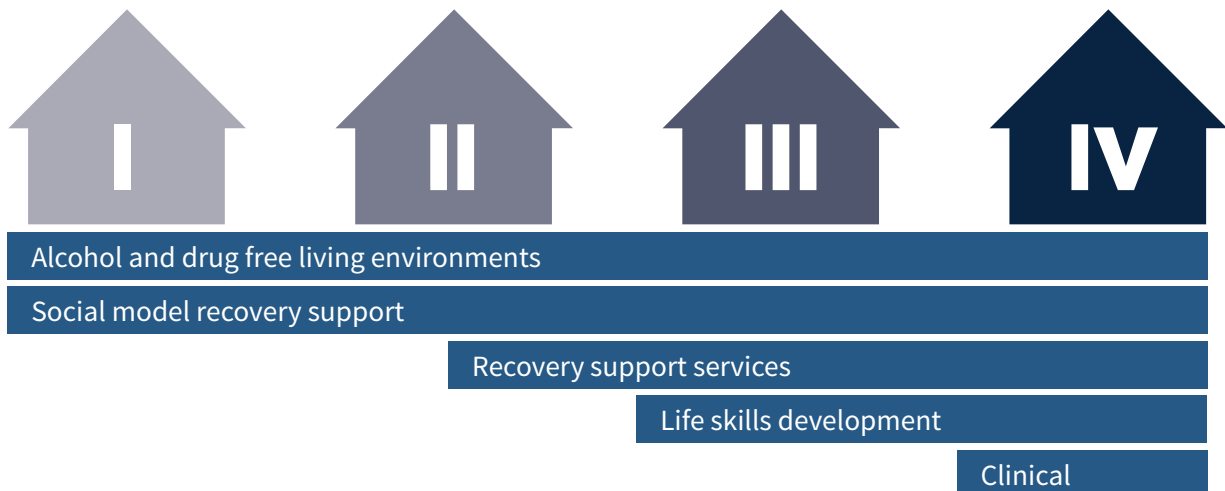 I II III IV
Alcohol and drug free living environments
Social model recovery support
Recovery support services
Life skills development
Clinical